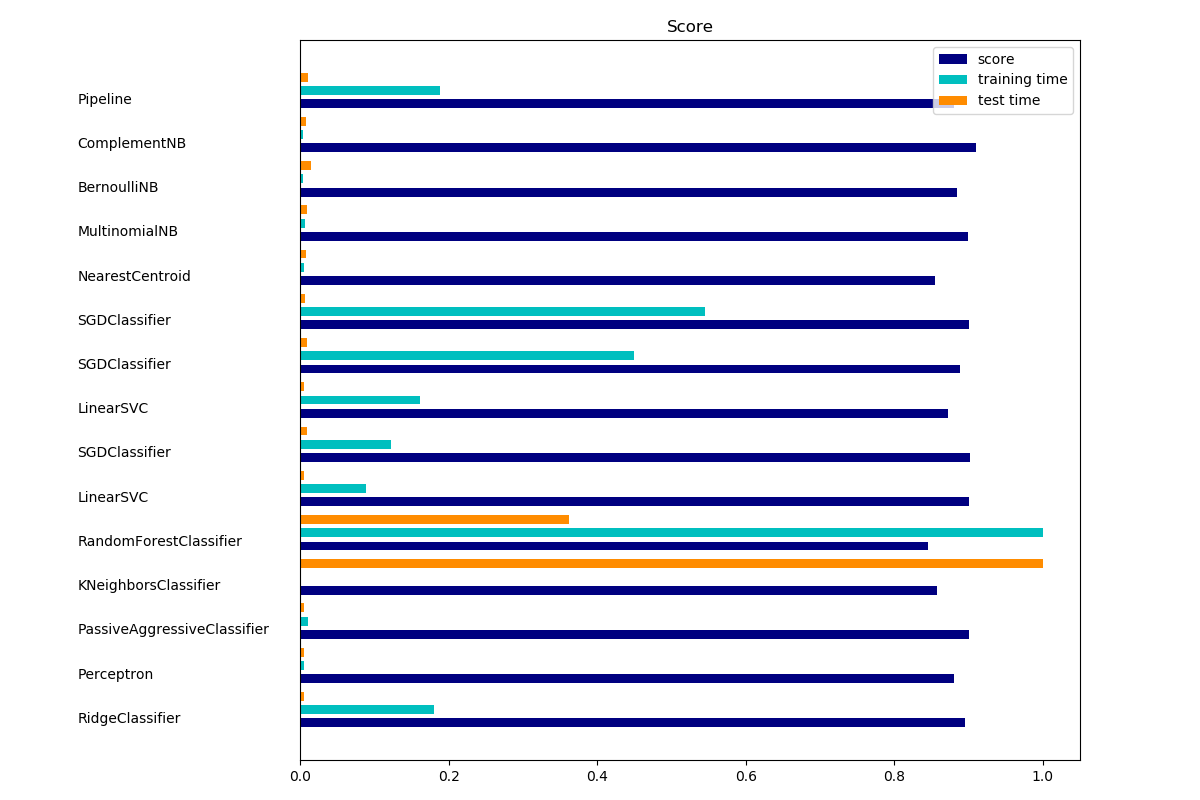 Score
score
training time
test time
Pipeline
ComplementNB
BernoulliNB
MultinomialNB
NearestCentroid
SGDClassifier
SGDClassifier
LinearSVC
SGDClassifier
LinearSVC
RandomForestClassifier
KNeighborsClassifier
PassiveAggressiveClassifier
Perceptron
RidgeClassifier
0.0 0.2 0.4 0.6 0.8 1.0